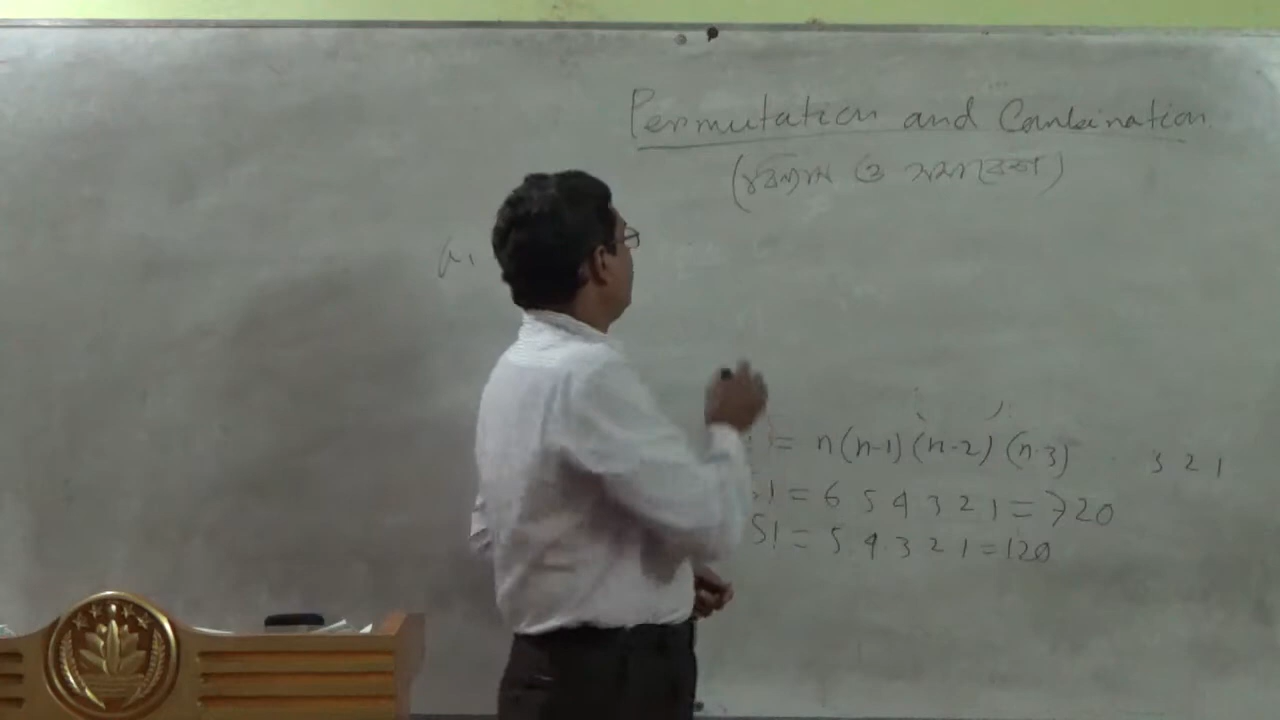 Permutation and Combination
(বিন্যাস ও সমাবেশ)
= n(n-1) (n-2) (n-3) 3 2 1
! = 6 5 4 3 2 1 = 720
5! = 5.4.3 2 1 = 120